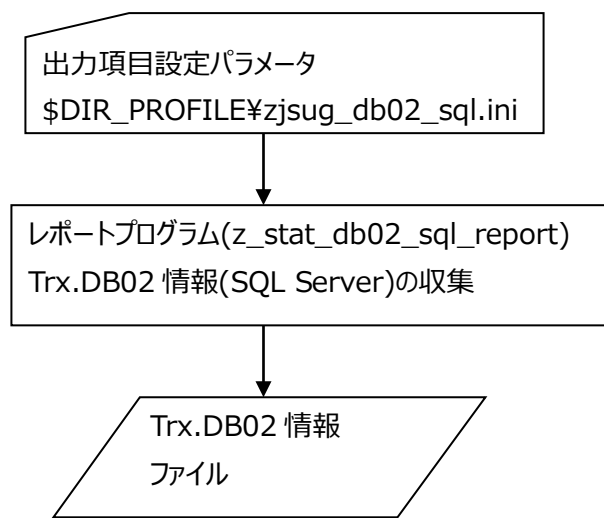 出力項目設定パラメータ
$DIR_PROFILE¥zjsug_db02_sql.ini
レポートプログラム(z_stat_db02_sql_report)
Trx.DB02 情報(SQL Server)の収集
Trx.DB02 情報
ファイル